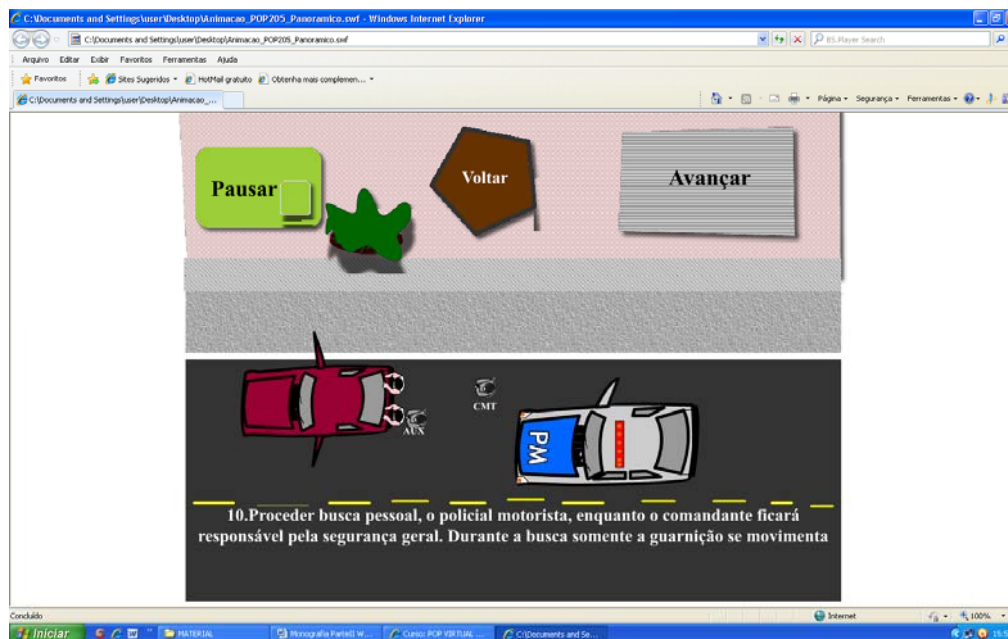 C:\Documents and Settings\user\Desktop\Animacao_POP205_Panoramico.swf - Windows Internet Explorer
C:\Documents and Settings\user\Desktop\Animacao_POP205_Panoramico.swf
BS.Player Search
Arquivo Editar Exibir Favoritos Ferramentas Ajuda
Favoritos Sites Sugeridos HotMail gratuito Obtenha mais complemen...
C:\Documents and Settings\user\Desktop\Animacao_... Página Segurança Ferramentas
Pausar
Voltar
Avançar
CMT
AUX
PM
10.Proceder busca pessoal, o policial motorista, enquanto o comandante ficará
responsável pela segurança geral. Durante a busca somente a guarnição se movimenta
Concluído Internet 100%
Iniciar MATERIAL Monografia ParteII W... Curso: POP VIRTUAL ... C:\Documents and Se...